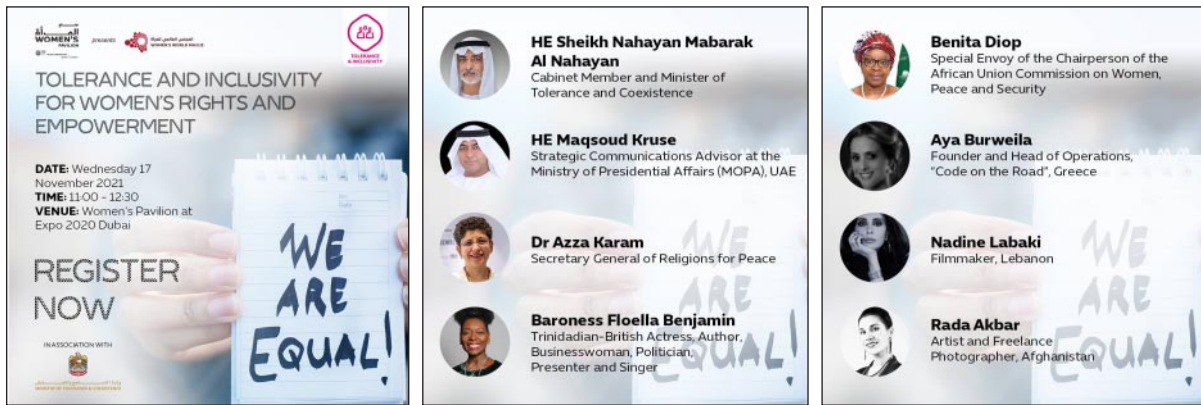 WOMEN'S
PAVILION
presents
WOMEN'S WORLD MAJLIS
TOLERANCE
& INCLUSIVITY
TOLERANCE AND INCLUSIVITY
FOR WOMEN'S RIGHTS AND
EMPOWERMENT
DATE: Wednesday 17
November 2021
TIME: 11:00 - 12:30
VENUE: Women's Pavilion at
Expo 2020 Dubai
REGISTER
NOW
IN ASSOCIATION WITH
WE
ARE
EQUAL!
HE Sheikh Nahayan Mabarak
Al Nahayan
Cabinet Member and Minister of
Tolerance and Coexistence
HE Maqsoud Kruse
Strategic Communications Advisor at the
Ministry of Presidential Affairs (MOPA), UAE
Dr Azza Karam
Secretary General of Religions for Peace
Baroness Floella Benjamin
Trinidadian-British Actress, Author,
Businesswoman, Politician,
Presenter and Singer
WE
ARE
EQUAL!
Benita Diop
Special Envoy of the Chairperson of the
African Union Commission on Women,
Peace and Security
Aya Burweila
Founder and Head of Operations,
"Code on the Road", Greece
Nadine Labaki
Filmmaker, Lebanon
Rada Akbar
Artist and Freelance
Photographer, Afghanistan
WE
ARE
EQUAL!